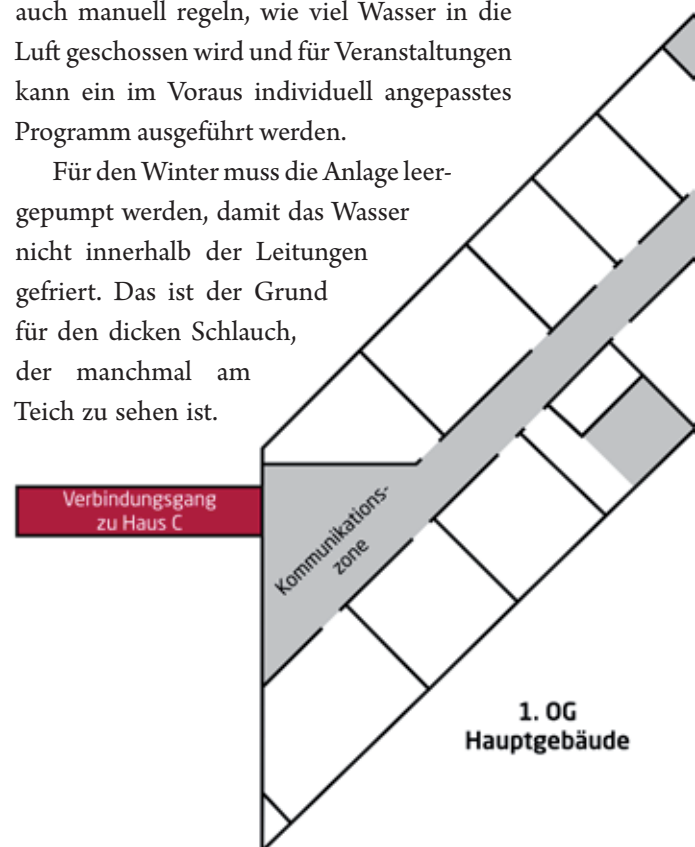 auch manuell regeln, wie viel Wasser in die
Luft geschossen wird und für Veranstaltungen
kann ein im Voraus individuell angepasstes
Programm ausgeführt werden.
Für den Winter muss die Anlage leer-
gepumpt werden, damit das Wasser
nicht innerhalb der Leitungen
gefriert. Das ist der Grund
für den dicken Schlauch,
der manchmal am
Teich zu sehen ist.
Verbindungsgang
zu Haus C
Kommunikations-
zone
1. OG
Hauptgebäude